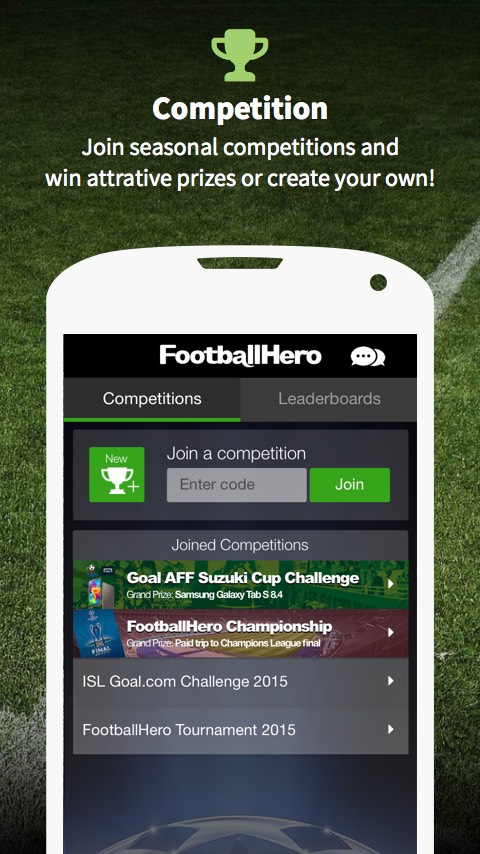 Competition
Join seasonal competitions and
win attrative prizes or create your own!
FootballHero
Competitions
Leaderboards
New
Join a competition
Enter code
Join
Joined Competitions
Goal AFF Suzuki Cup Challenge
Grand Prize: Samsung Galaxy Tab S 8.4
FootballHero Championship
Grand Prize: Paid trip to Champions League final
FINAL
ISL Goal.com Challenge 2015
FootballHero Tournament 2015